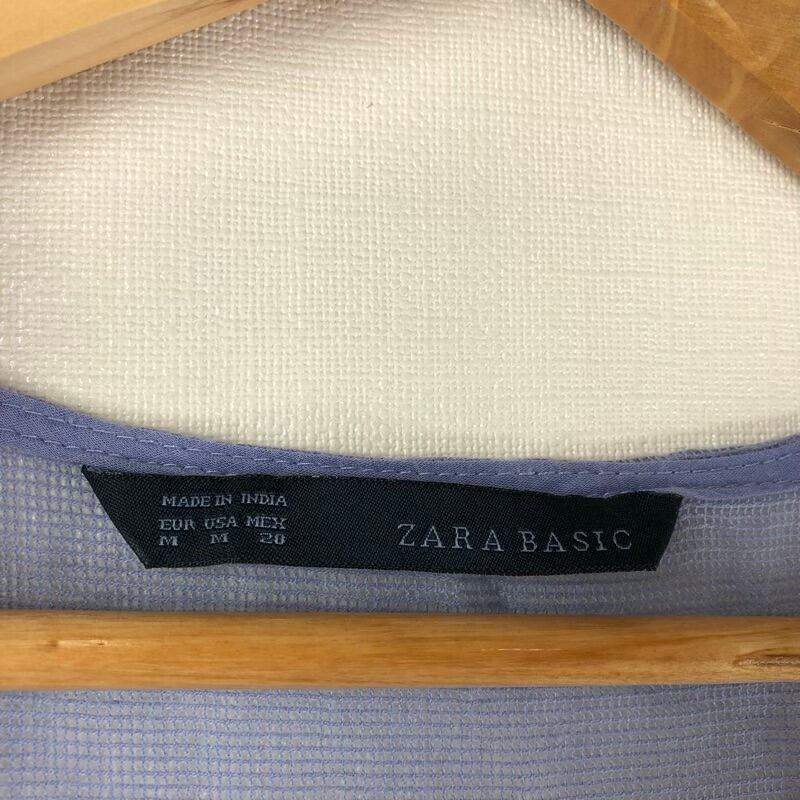 MADE IN INDIA
EUR USA MEX
M M 28
ZARA BASIC